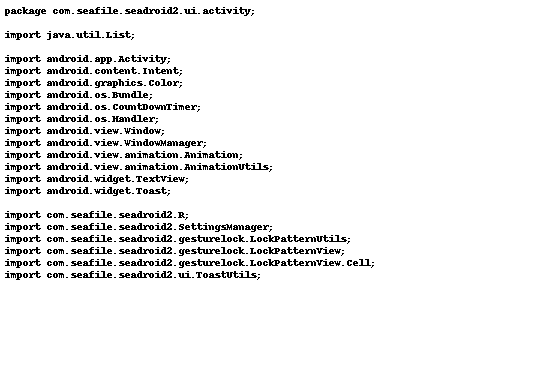 package com.seafile.seadroid2.ui.activity;
import java.util.List;
import android.app.Activity;
import android.content.Intent;
import android.graphics.Color;
import android.os.Bundle;
import android.os.CountDownTimer;
import android.os.Handler;
import android.view.Window;
import android.view.WindowManager;
import android.view.animation.Animation;
import android.view.animation.AnimationUtils;
import android.widget.TextView;
import android.widget.Toast;
import com.seafile.seadroid2.R;
import com.seafile.seadroid2.SettingsManager;
import com.seafile.seadroid2.gesturelock.LockPatternUtils;
import com.seafile.seadroid2.gesturelock.LockPatternView;
import com.seafile.seadroid2.gesturelock.LockPatternView.Cell;
import com.seafile.seadroid2.ui.ToastUtils;